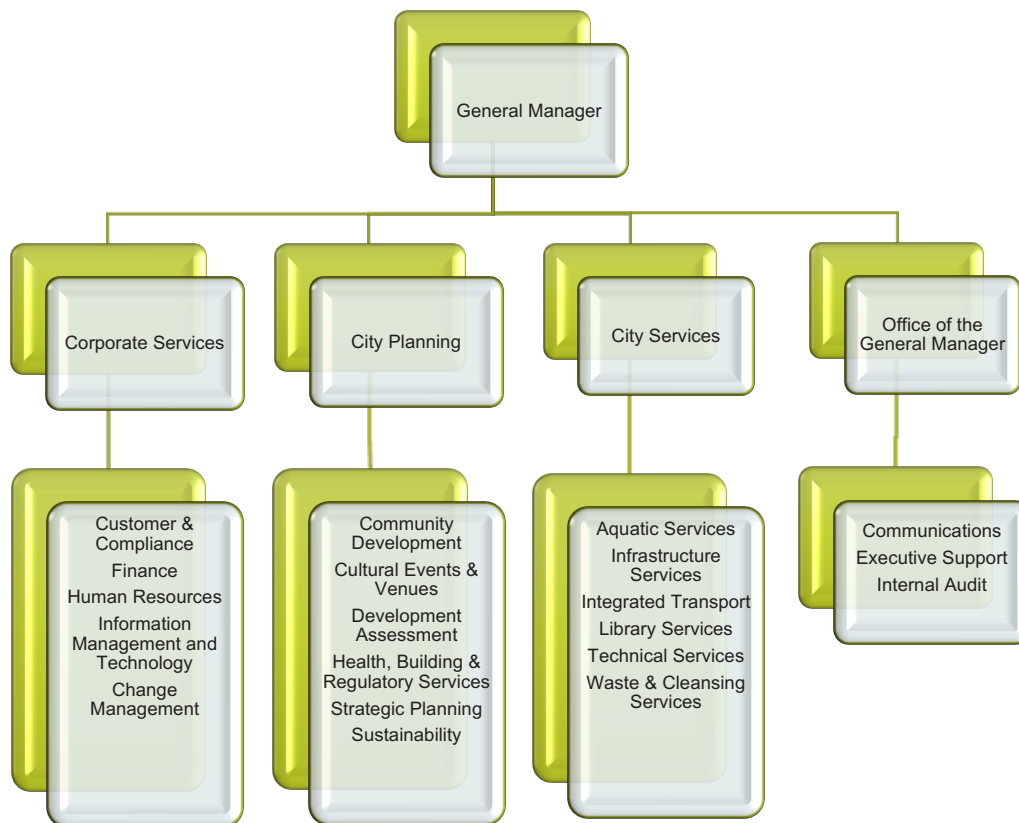 General Manager
Corporate Services
City Planning
City Services
Office of the
General Manager
Customer &
Compliance
Finance
Human Resources
Information
Management and
Technology
Change
Management
Community
Development
Cultural Events &
Venues
Development
Assessment
Health, Building &
Regulatory Services
Strategic Planning
Sustainability
Aquatic Services
Infrastructure
Services
Integrated Transport
Library Services
Technical Services
Waste & Cleansing
Services
Communications
Executive Support
Internal Audit